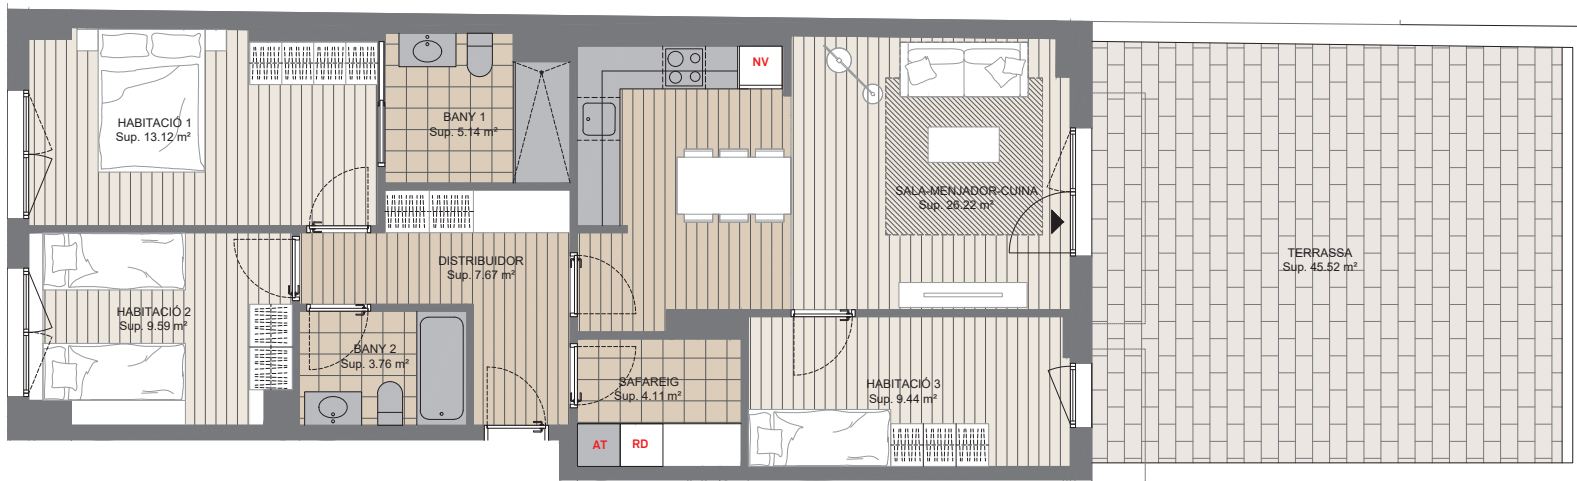 HABITACIÓ 1
Sup. 13.12 m²
BANY 1
Sup. 5.14 m²
NV
SALA-MENJADOR-CUINA
Sup. 26.22 m²
DISTRIBUIDOR
Sup. 7.67 m²
TERRASSA
Sup. 45.52 m²
HABITACIÓ 2
Sup. 9.59 m²
BANY 2
Sup. 3.76 m²
SAFAREIG
Sup. 4.11 m²
HABITACIÓ 3
Sup. 9.44 m²
AT
RD